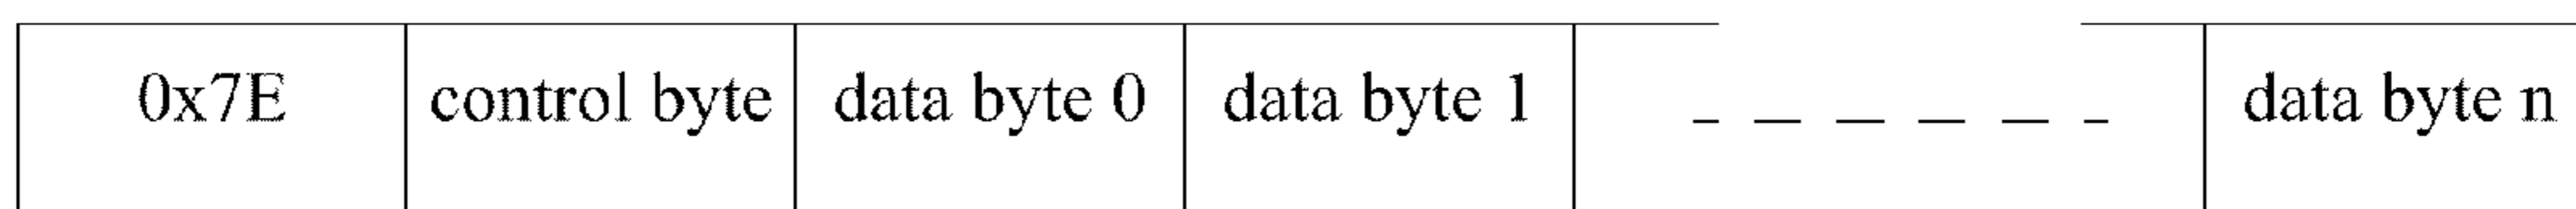 0x7E control byte data byte 0 data byte 1 data byte n